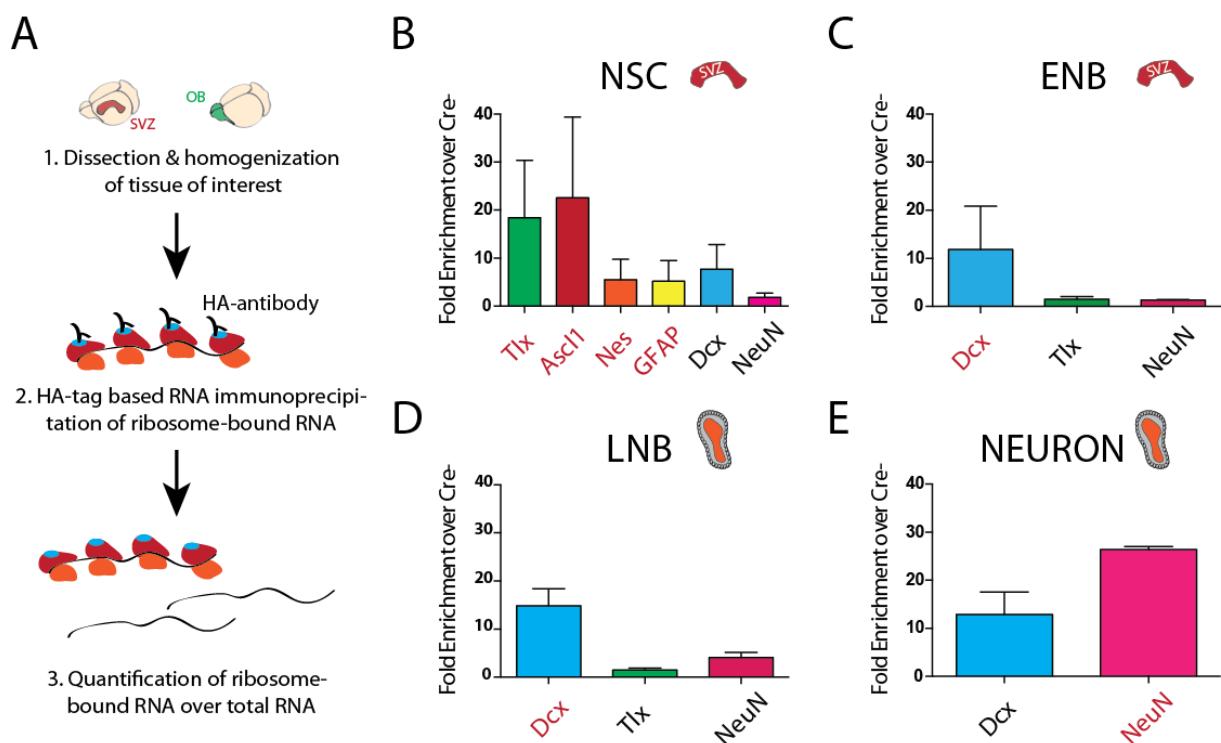 A
OB
SVZ
1. Dissection & homogenization
of tissue of interest
HA-antibody
2. HA-tag based RNA immunoprecipi-
tation of ribosome-bound RNA
3. Quantification of ribosome-
bound RNA over total RNA
B
NSC
SVZ
Fold Enrichment over Cre-
40
30
20
10
0
Tlx
Ascl1
Nes
GFAP
Dcx
NeuN
C
ENB
SVZ
Fold Enrichment over Cre-
40
30
20
10
0
Dcx
Tlx
NeuN
D
LNB
Fold Enrichment over Cre-
40
30
20
10
0
Dcx
Tlx
NeuN
E
NEURON
Fold Enrichment over Cre-
40
30
20
10
0
Dcx
NeuN